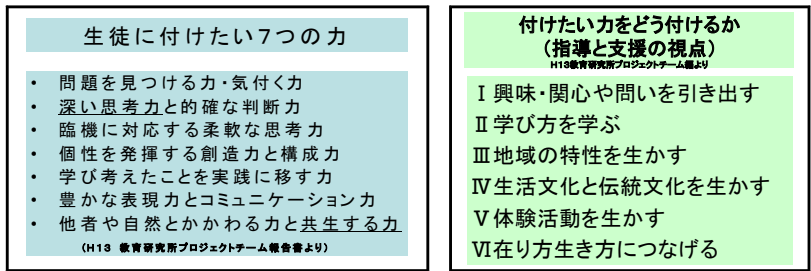 生徒に付けたい7つの力
• 問題を見つける力・気付く力
• 深い思考力と的確な判断力
• 臨機に対応する柔軟な思考力
• 個性を発揮する創造力と構成力
• 学び考えたことを実践に移す力
• 豊かな表現力とコミュニケーション力
• 他者や自然とかかわる力と共生する力
(H13 教育研究所プロジェクトチーム報告書より)
付けたい力をどう付けるか
(指導と支援の視点)
H13教育研究所プロジェクトチーム編より
Ⅰ興味・関心や問いを引き出す
Ⅱ学び方を学ぶ
Ⅲ地域の特性を生かす
Ⅳ生活文化と伝統文化を生かす
Ⅴ体験活動を生かす
Ⅵ在り方生き方につなげる